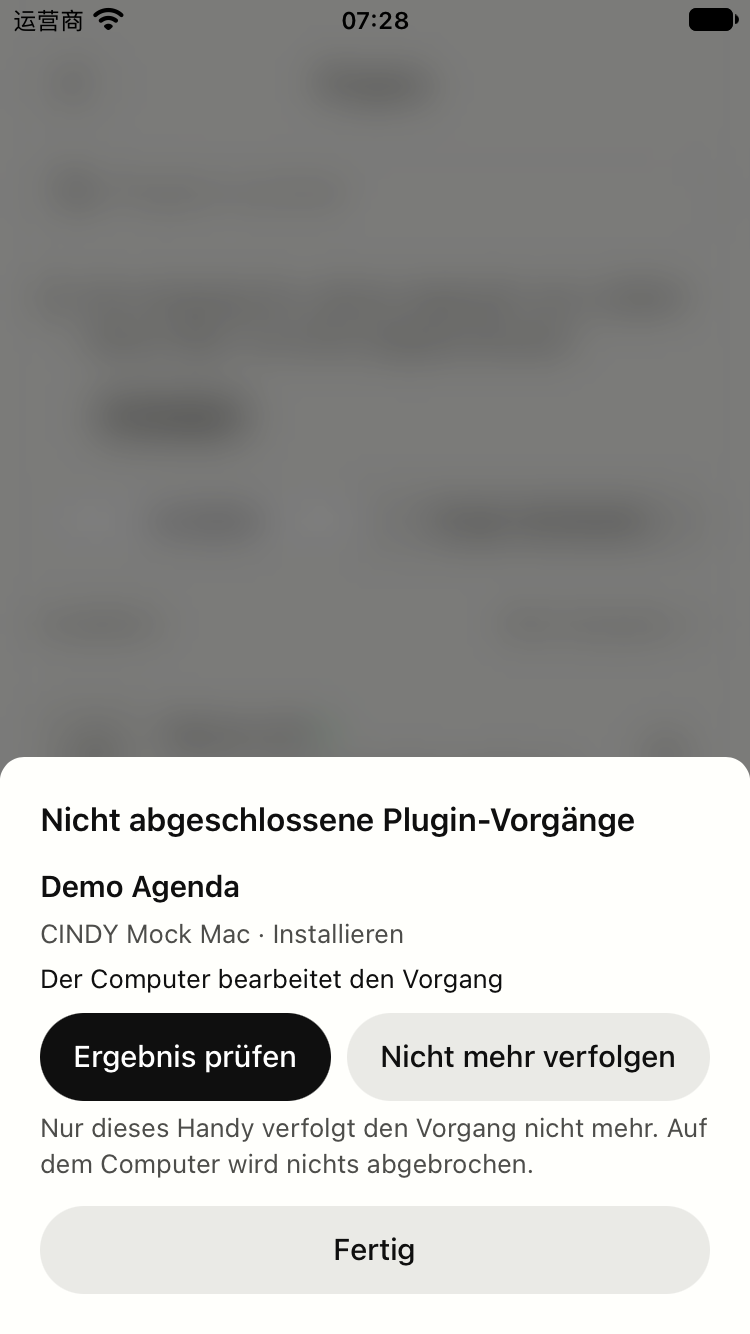 运营商
07:28
Nicht abgeschlossene Plugin-Vorgänge
Demo Agenda
CINDY Mock Mac · Installieren
Der Computer bearbeitet den Vorgang
Ergebnis prüfen
Nicht mehr verfolgen
Nur dieses Handy verfolgt den Vorgang nicht mehr. Auf
dem Computer wird nichts abgebrochen.
Fertig